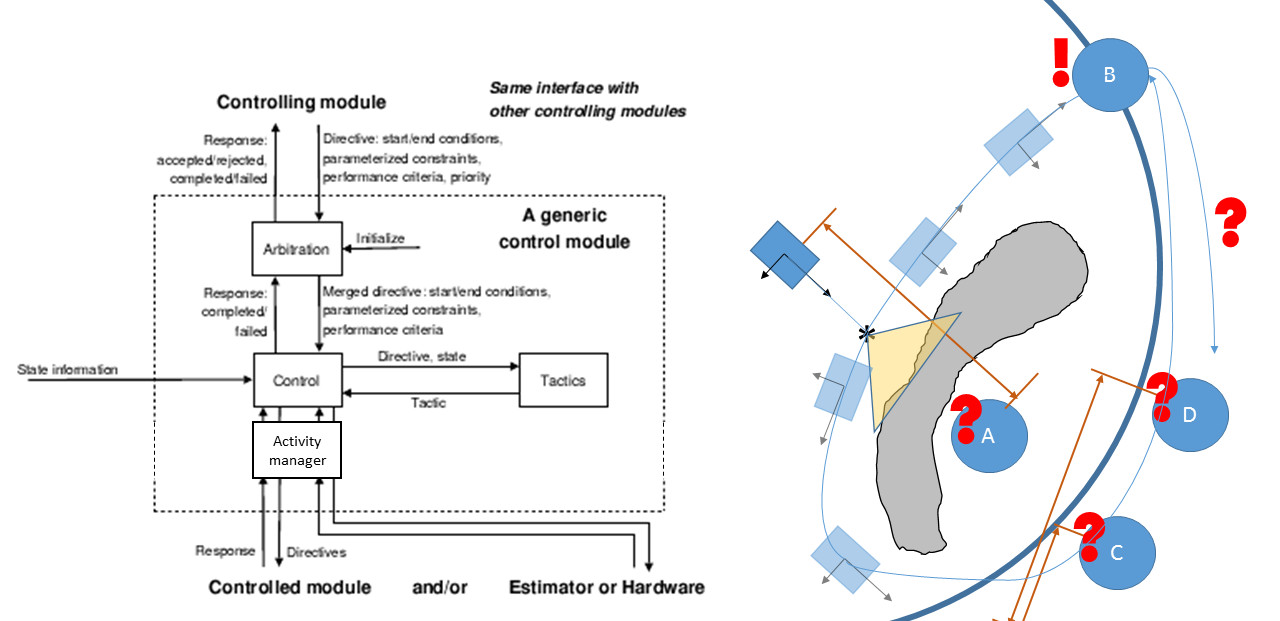 Same interface with
other controlling modules
Controlling module
Response:
accepted/rejected,
completed/failed
Directive: start/end conditions,
parameterized constraints,
performance criteria, priority
A generic
control module
Arbitration
Initialize
Response:
completed/
failed
Merged directive: start/end conditions,
parameterized constraints,
performance criteria
State information
Control
Directive, state
Tactic
Tactics
Activity
manager
Response
Directives
Controlled module
and/or
Estimator or Hardware
!
B
?
*
?
A
?
D
?
C